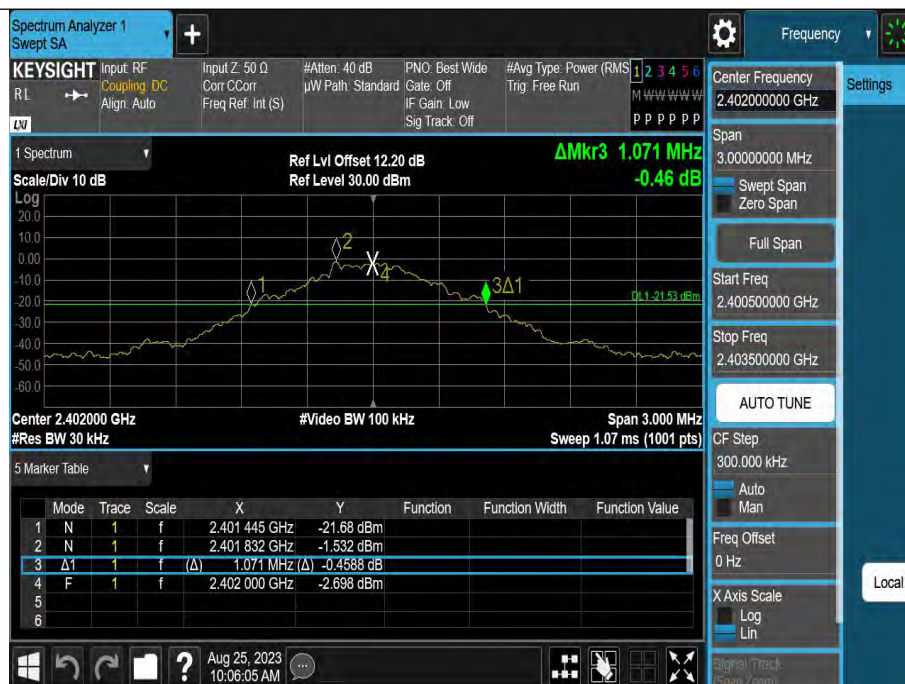 Spectrum Analyzer 1
Swept SA
+
Frequency
KEYSIGHT
RL
LXI
Input: RF
Coupling: DC
Align: Auto
Input Z: 50 Ω
Corr CCorr
Freq Ref: Int (S)
#Atten: 40 dB
µW Path: Standard
PNO: Best Wide
Gate: Off
IF Gain: Low
Sig Track: Off
#Avg Type: Power (RMS
Trig: Free Run
1 2 3 4 5 6
M W W W W W
P P P P P P
Center Frequency
2.402000000 GHz
Settings
1 Spectrum
Scale/Div 10 dB
Ref Lvl Offset 12.20 dB
Ref Level 30.00 dBm
ΔMkr3 1.071 MHz
-0.46 dB
Log
20.0
10.0
0.00
-10.0
-20.0
-30.0
-40.0
-50.0
-60.0
1
2
4
3Δ1
DL1 -21.53 dBm
Center 2.402000 GHz
#Video BW 100 kHz
Span 3.000 MHz
#Res BW 30 kHz
Sweep 1.07 ms (1001 pts)
Span
3.00000000 MHz
Swept Span
Zero Span
Full Span
Start Freq
2.400500000 GHz
Stop Freq
2.403500000 GHz
AUTO TUNE
CF Step
300.000 kHz
Auto
Man
Freq Offset
0 Hz
X Axis Scale
Log
Lin
Signal Track
(Span Zoom)
Local
5 Marker Table
Mode Trace Scale X Y Function Function Width Function Value
1 N 1 f 2.401 445 GHz -21.68 dBm
2 N 1 f 2.401 832 GHz -1.532 dBm
3 Δ1 1 f (Δ) 1.071 MHz (Δ) -0.4588 dB
4 F 1 f 2.402 000 GHz -2.698 dBm
5
6
?
Aug 25, 2023
10:06:05 AM